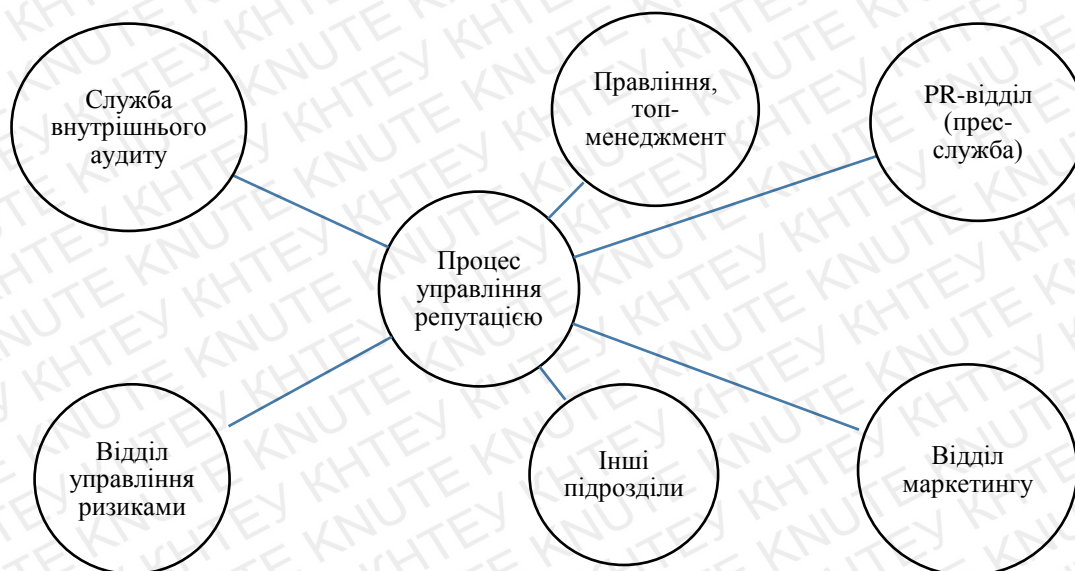 Служба
внутрішнього
аудиту
Правління,
топ-
менеджмент
PR-відділ
(прес-
служба)
Процес
управління
репутацією
Відділ
управління
ризиками
Інші
підрозділи
Відділ
маркетингу